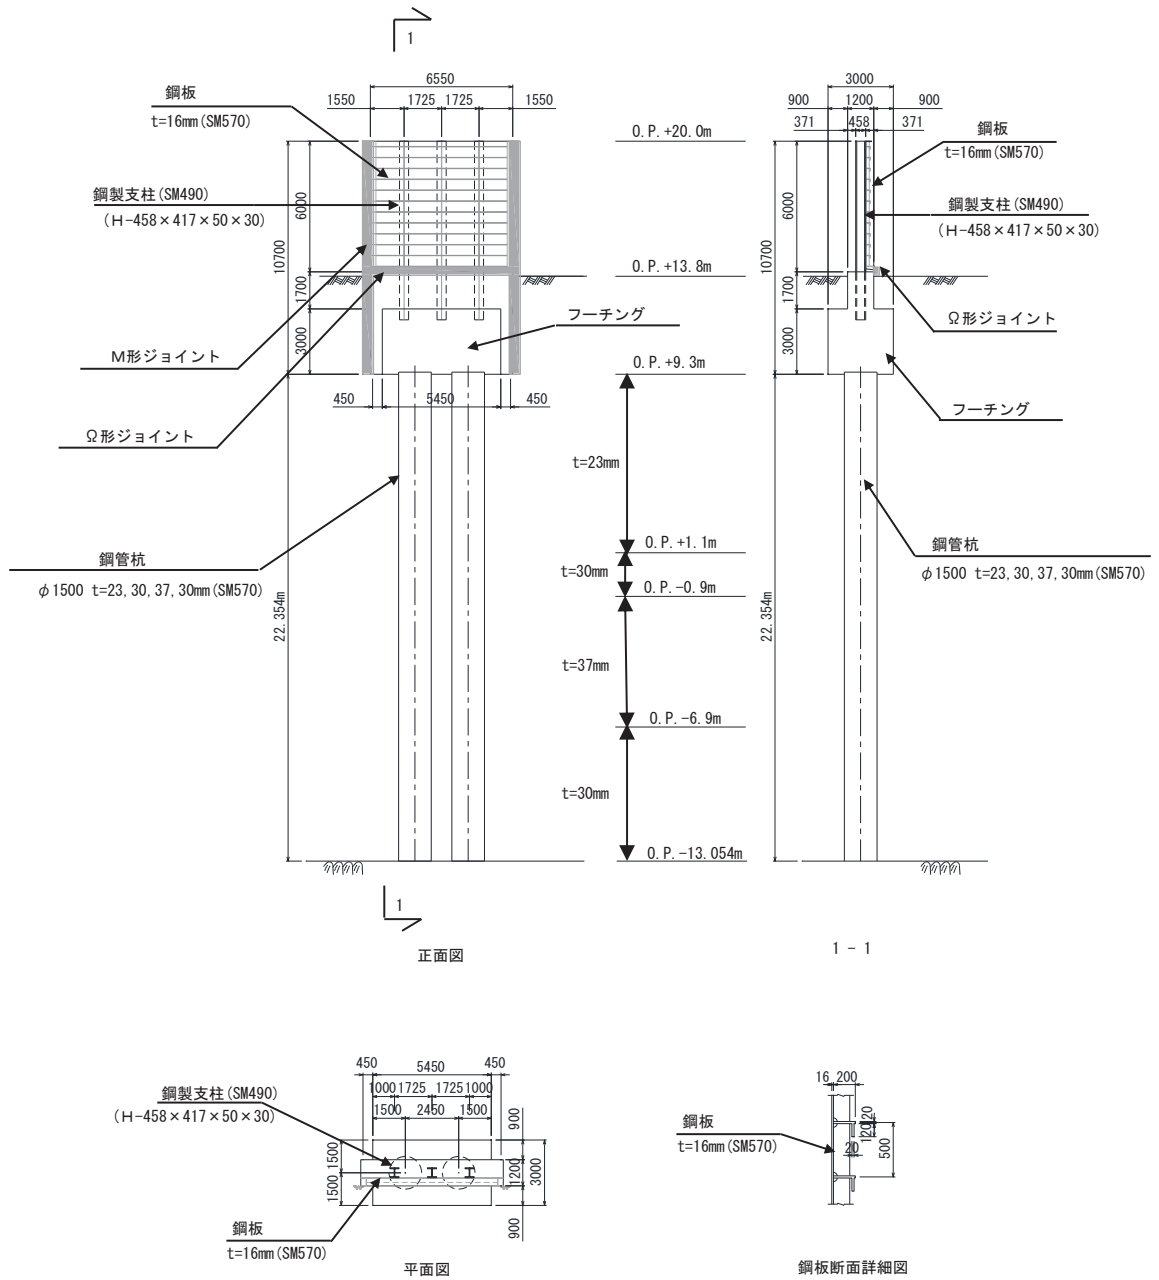 1
6550
1550 1725 1725 1550
鋼板
t=16mm(SM570)
鋼製支柱(SM490)
(H-458×417×50×30)
10700
6000
1700
3000
M形ジョイント
Ω形ジョイント
フーチング
450 5450 450
鋼管杭
φ1500 t=23,30,37,30mm(SM570)
22.354m
1
正面図
O.P.+20.0m
O.P.+13.8m
O.P.+9.3m
t=23mm
O.P.+1.1m
t=30mm
O.P.-0.9m
t=37mm
O.P.-6.9m
t=30mm
O.P.-13.054m
3000
900 1200 900
371 458 371
鋼板
t=16mm(SM570)
鋼製支柱(SM490)
(H-458×417×50×30)
10700
6000
1700
3000
Ω形ジョイント
フーチング
鋼管杭
φ1500 t=23,30,37,30mm(SM570)
22.354m
1 - 1
450 5450 450
1000 1725 1725 1000
1500 2450 1500
鋼製支柱(SM490)
(H-458×417×50×30)
1500
1500
900
1200
3000
900
鋼板
t=16mm(SM570)
平面図
16 200
鋼板
t=16mm(SM570)
20
120
20
500
鋼板断面詳細図